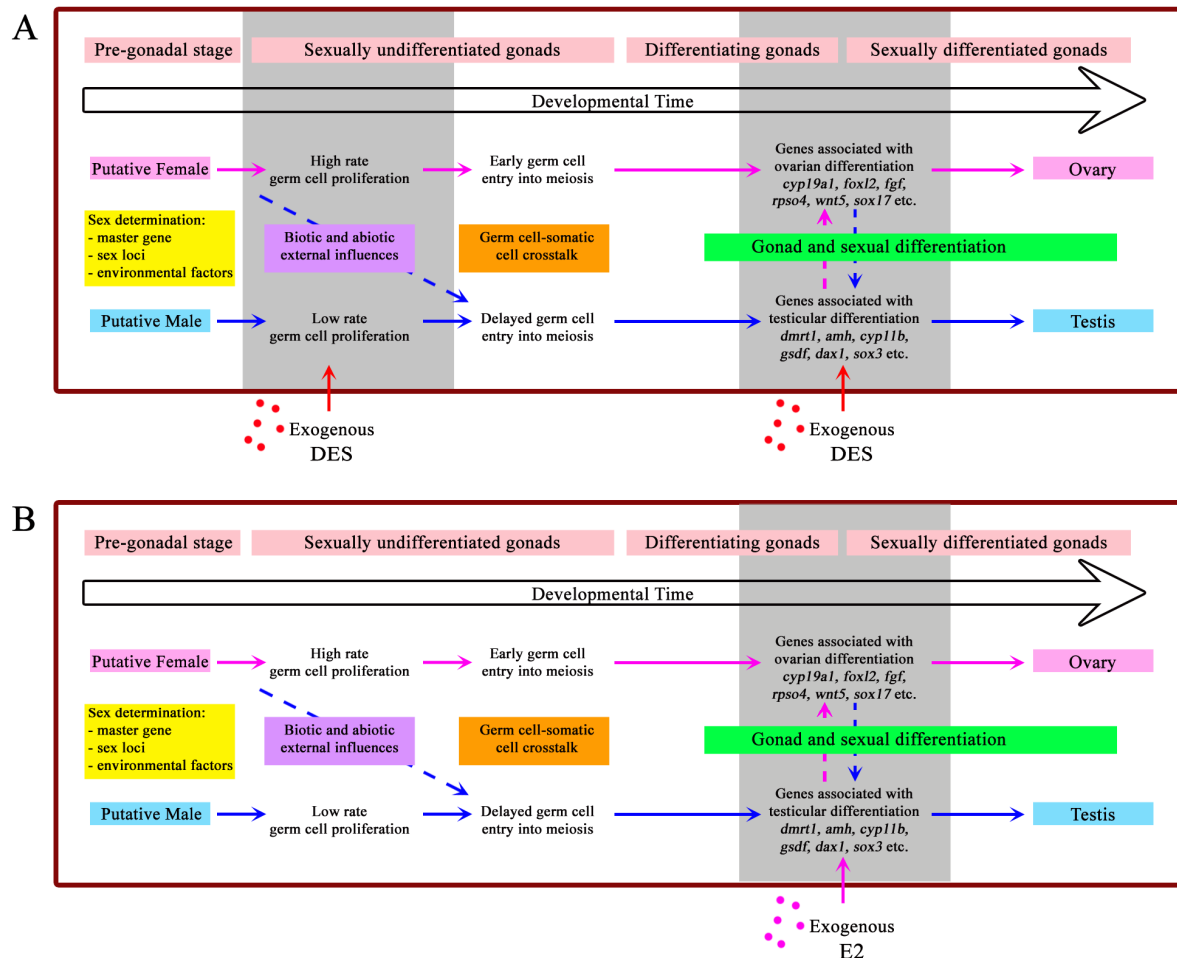 A
Pre-gonadal stage
Sexually undifferentiated gonads
Differentiating gonads
Sexually differentiated gonads
Developmental Time
Putative Female
High rate
germ cell proliferation
Early germ cell
entry into meiosis
Genes associated with
ovarian differentiation
cyp19a1, foxl2, fgf,
rpso4, wnt5, sox17 etc.
Ovary
Sex determination:
- master gene
- sex loci
- environmental factors
Biotic and abiotic
external influences
Germ cell-somatic
cell crosstalk
Gonad and sexual differentiation
Putative Male
Low rate
germ cell proliferation
Delayed germ cell
entry into meiosis
Genes associated with
testicular differentiation
dmrt1, amh, cyp11b,
gsdf, dax1, sox3 etc.
Testis
Exogenous
DES
Exogenous
DES
B
Pre-gonadal stage
Sexually undifferentiated gonads
Differentiating gonads
Sexually differentiated gonads
Developmental Time
Putative Female
High rate
germ cell proliferation
Early germ cell
entry into meiosis
Genes associated with
ovarian differentiation
cyp19a1, foxl2, fgf,
rpso4, wnt5, sox17 etc.
Ovary
Sex determination:
- master gene
- sex loci
- environmental factors
Biotic and abiotic
external influences
Germ cell-somatic
cell crosstalk
Gonad and sexual differentiation
Putative Male
Low rate
germ cell proliferation
Delayed germ cell
entry into meiosis
Genes associated with
testicular differentiation
dmrt1, amh, cyp11b,
gsdf, dax1, sox3 etc.
Testis
Exogenous
E2